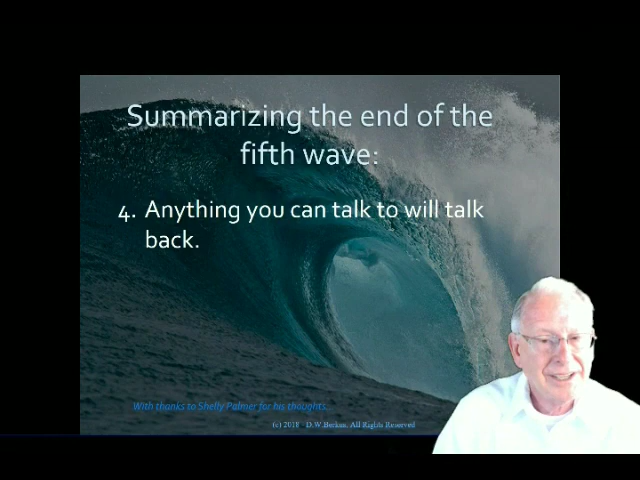 Summarizing the end of the
fifth wave:
4. Anything you can talk to will talk
back.
With thanks to Shelly Palmer for his thoughts.
(c) 2018 - D.W. Berkus, All Rights Reserved